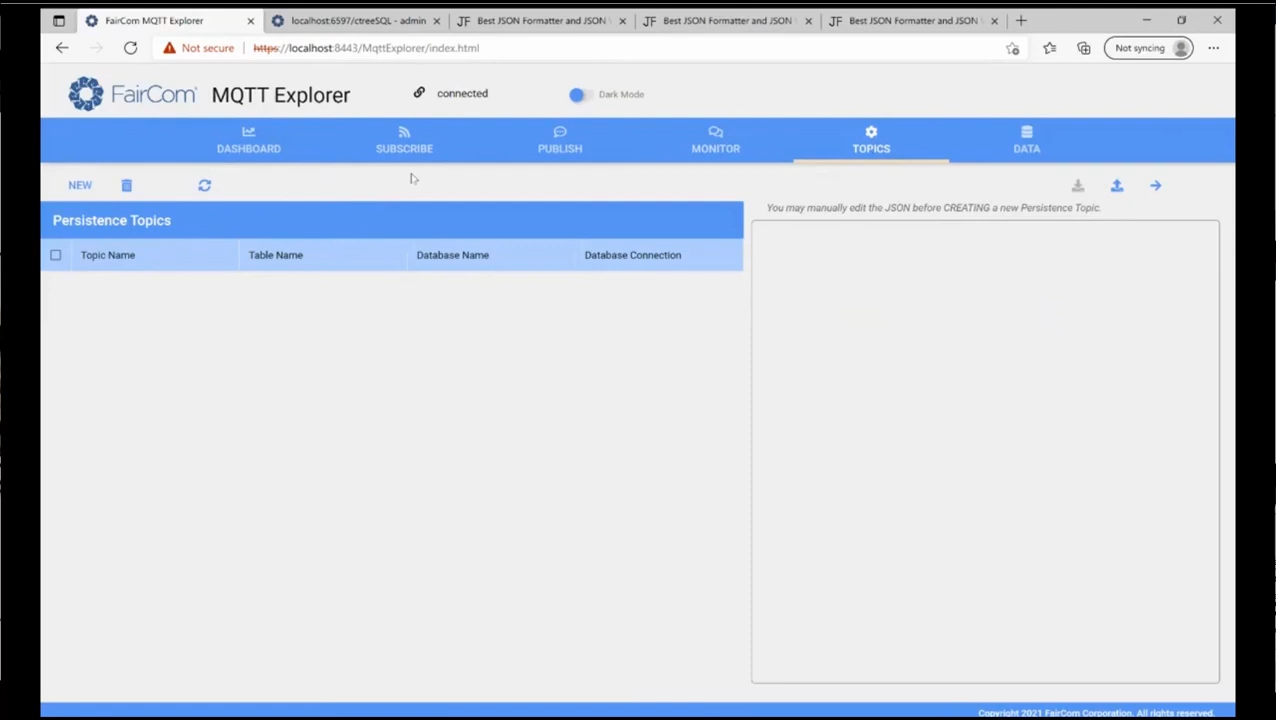 FairCom MQTT Explorer
localhost:6597/ctreeSQL - admin
JF Best JSON Formatter and JSON
JF Best JSON Formatter and JSON
JF Best JSON Formatter and JSON
Not secure https://localhost:8443/MqttExplorer/index.html Not syncing
FairCom MQTT Explorer connected Dark Mode
DASHBOARD SUBSCRIBE PUBLISH MONITOR TOPICS DATA
NEW
You may manually edit the JSON before CREATING a new Persistence Topic.
Persistence Topics
Topic Name Table Name Database Name Database Connection
Copyright 2021 FairCom Corporation. All rights reserved.